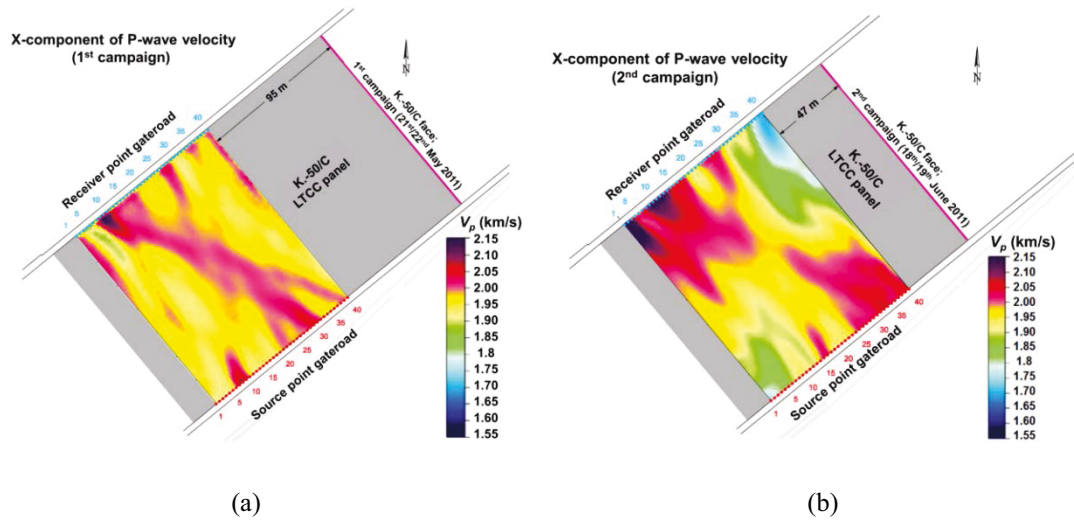 X-component of P-wave velocity
(1st campaign)
N
95 m
K.-50/C face;
1st campaign (21st/22nd May 2011)
Receiver point gateroad
1
5
10
15
20
25
30
35
40
K.-50/C
LTCC panel
Vp (km/s)
2.15
2.10
2.05
2.00
1.95
1.90
1.85
1.8
1.75
1.70
1.65
1.60
1.55
1
5
10
15
20
25
30
35
40
Source point gateroad
(a)
X-component of P-wave velocity
(2nd campaign)
N
47 m
K.-50/C face;
2nd campaign (18th/19th June 2011)
Receiver point gateroad
1
5
10
15
20
25
30
35
40
K.-50/C
LTCC panel
Vp (km/s)
2.15
2.10
2.05
2.00
1.95
1.90
1.85
1.8
1.75
1.70
1.65
1.60
1.55
1
5
10
15
20
25
30
35
40
Source point gateroad
(b)